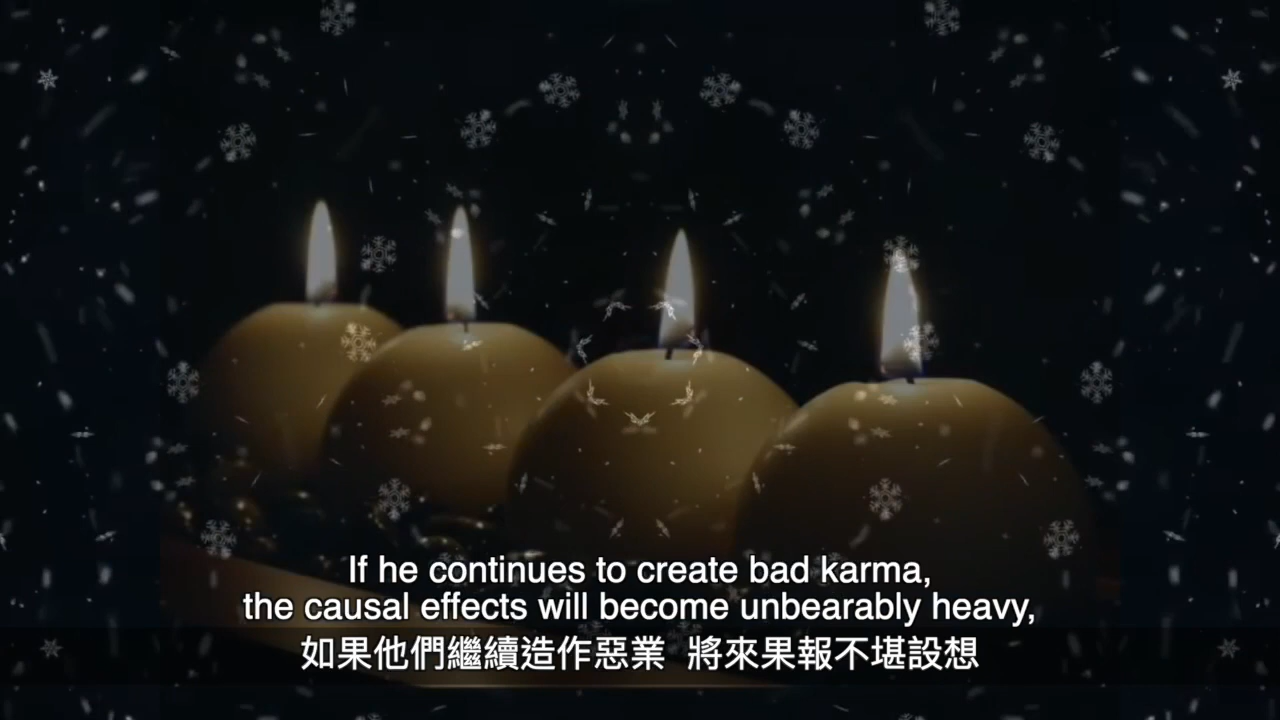 If he continues to create bad karma,
the causal effects will become unbearably heavy,
如果他們繼續造作惡業 將來果報不堪設想